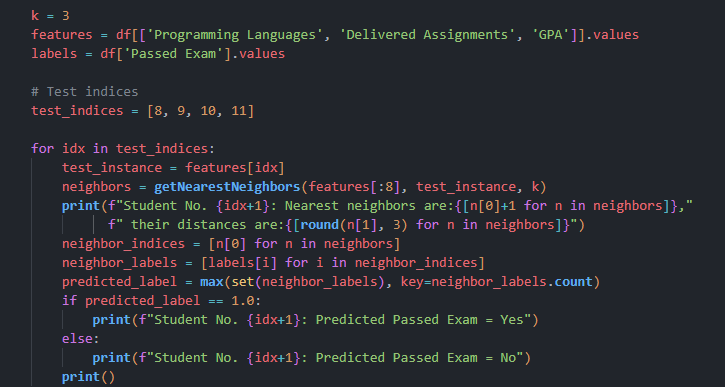 k = 3
features = df[['Programming Languages', 'Delivered Assignments', 'GPA']].values
labels = df['Passed Exam'].values

# Test indices
test_indices = [8, 9, 10, 11]

for idx in test_indices:
    test_instance = features[idx]
    neighbors = getNearestNeighbors(features[:8], test_instance, k)
    print(f"Student No. {idx+1}: Nearest neighbors are:{[n[0]+1 for n in neighbors]},"
          f" their distances are:{[round(n[1], 3) for n in neighbors]}")
    neighbor_indices = [n[0] for n in neighbors]
    neighbor_labels = [labels[i] for i in neighbor_indices]
    predicted_label = max(set(neighbor_labels), key=neighbor_labels.count)
    if predicted_label == 1.0:
        print(f"Student No. {idx+1}: Predicted Passed Exam = Yes")
    else:
        print(f"Student No. {idx+1}: Predicted Passed Exam = No")
    print()